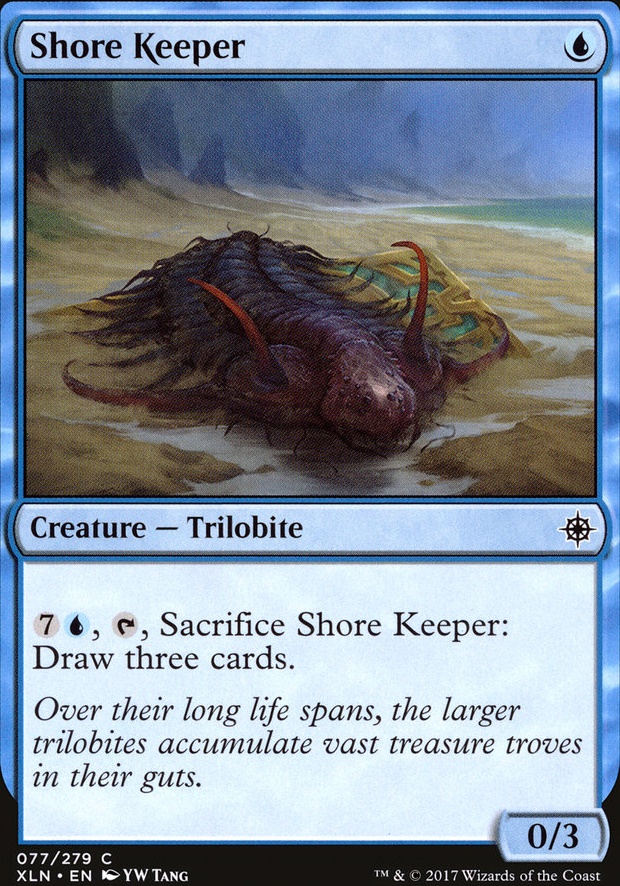 Shore Keeper
Creature — Trilobite
7, , Sacrifice Shore Keeper:
Draw three cards.
Over their long life spans, the larger
trilobites accumulate vast treasure troves
in their guts.
0/3
077/279 C
XLN • EN YW Tang
™ & © 2017 Wizards of the Coast